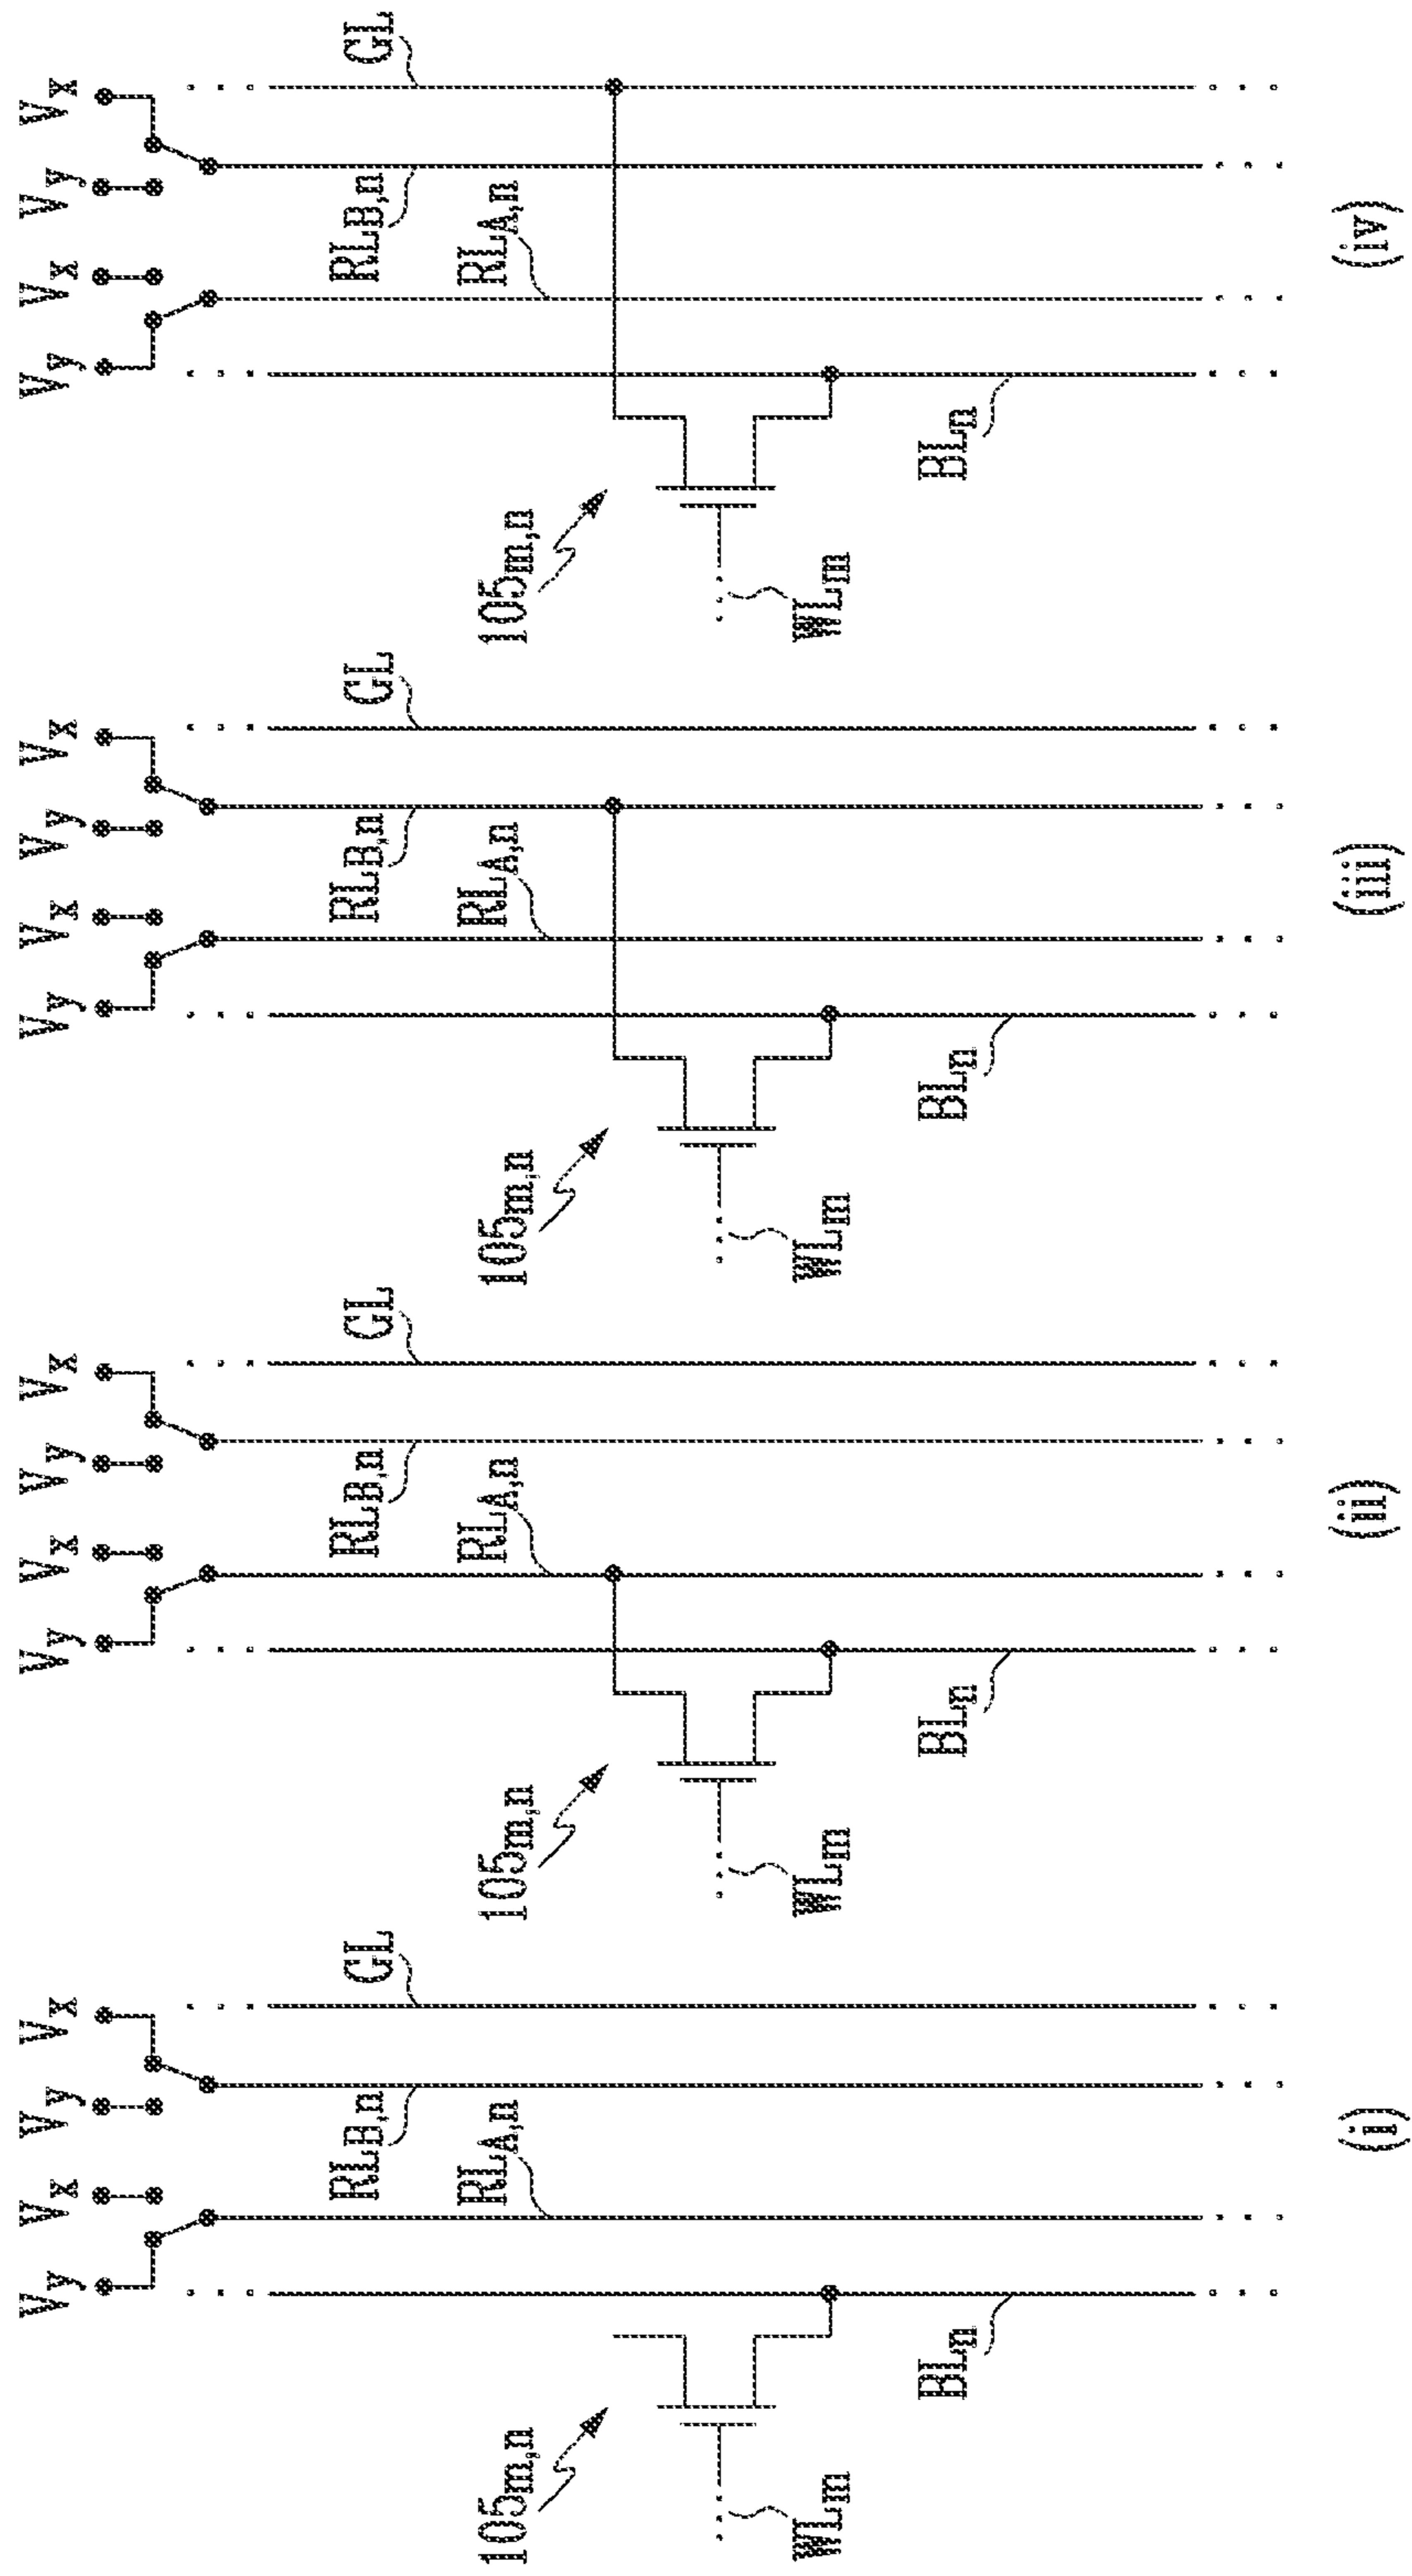 Vy Vx Vy Vx
RLB,n GL
RLA,n
105m,n
WLm
BLn
(i)
Vy Vx Vy Vx
RLB,n GL
RLA,n
105m,n
WLm
BLn
(ii)
Vy Vx Vy Vx
RLB,n GL
RLA,n
105m,n
WLm
BLn
(iii)
Vy Vx Vy Vx
RLB,n GL
RLA,n
105m,n
WLm
BLn
(iv)